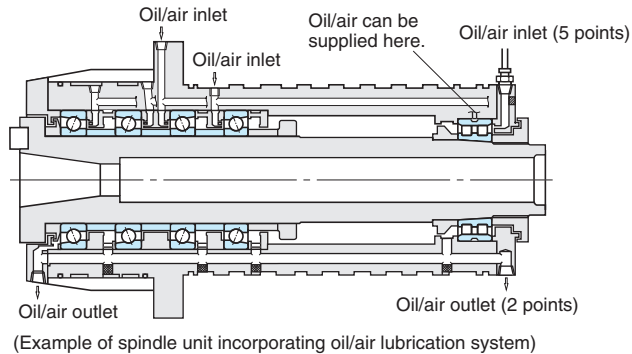 Oil/air inlet
Oil/air inlet
Oil/air can be
supplied here.
Oil/air inlet (5 points)
Oil/air outlet
Oil/air outlet (2 points)
(Example of spindle unit incorporating oil/air lubrication system)